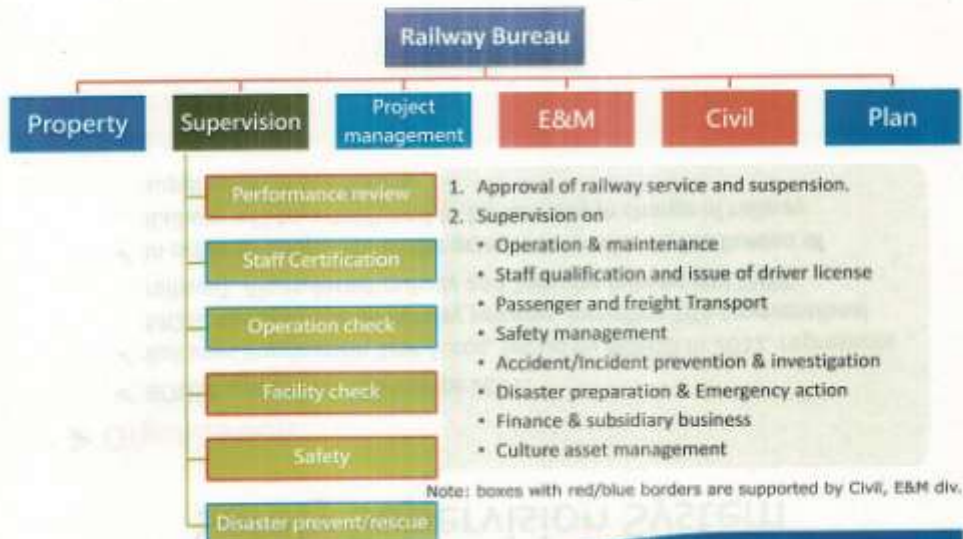 Railway Bureau
Property
Supervision
Project
management
E&M
Civil
Plan
Performance review
Staff Certification
Operation check
Facility check
Safety
Disaster prevent/rescue
1. Approval of railway service and suspension.
2. Supervision on
• Operation & maintenance
• Staff qualification and issue of driver license
• Passenger and freight Transport
• Safety management
• Accident/Incident prevention & investigation
• Disaster preparation & Emergency action
• Finance & subsidiary business
• Culture asset management
Note: boxes with red/blue borders are supported by Civil, E&M div.